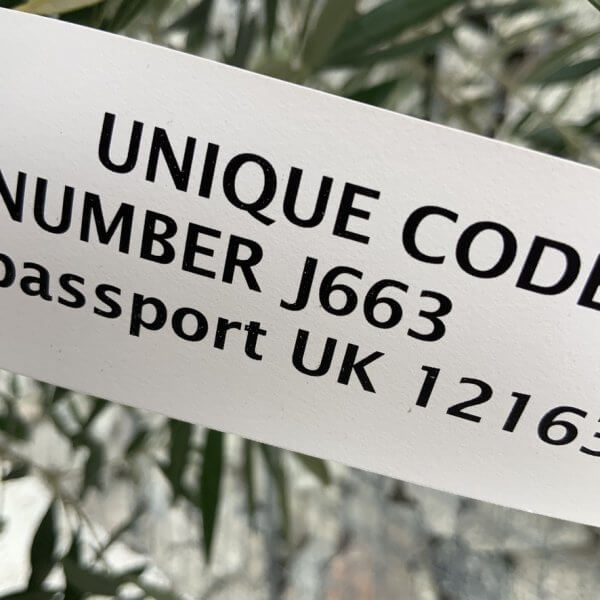 UNIQUE CODE
NUMBER J663
passport UK 12163